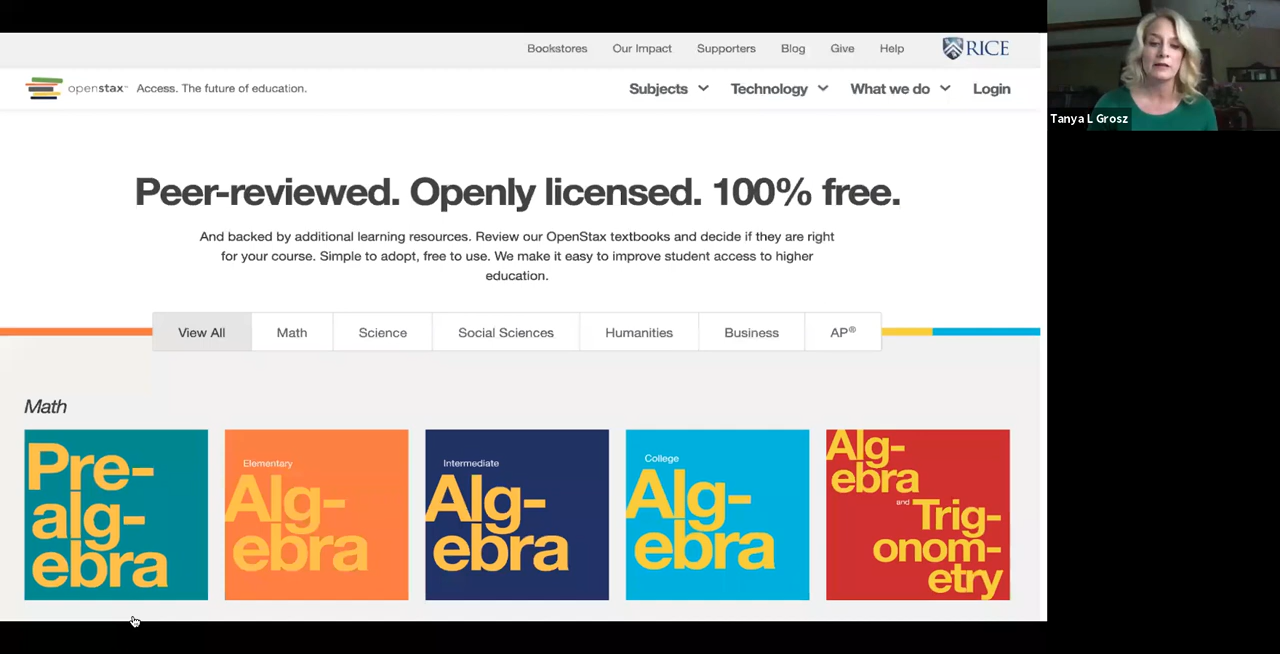 Bookstores Our Impact Supporters Blog Give Help RICE
openstax™ Access. The future of education. Subjects Technology What we do Login
Tanya L Grosz
Peer-reviewed. Openly licensed. 100% free.
And backed by additional learning resources. Review our OpenStax textbooks and decide if they are right
for your course. Simple to adopt, free to use. We make it easy to improve student access to higher
education.
View All Math Science Social Sciences Humanities Business AP®
Math
Pre-
alg-
ebra
Elementary
Alg-
ebra
Intermediate
Alg-
ebra
College
Alg-
ebra
Alg-
ebra
and
Trig-
onom-
etry